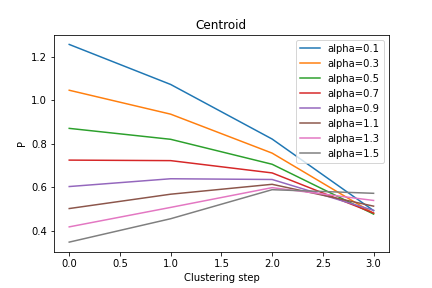 Centroid
alpha=0.1
alpha=0.3
alpha=0.5
alpha=0.7
alpha=0.9
alpha=1.1
alpha=1.3
alpha=1.5
P
1.2
1.0
0.8
0.6
0.4
0.0 0.5 1.0 1.5 2.0 2.5 3.0
Clustering step